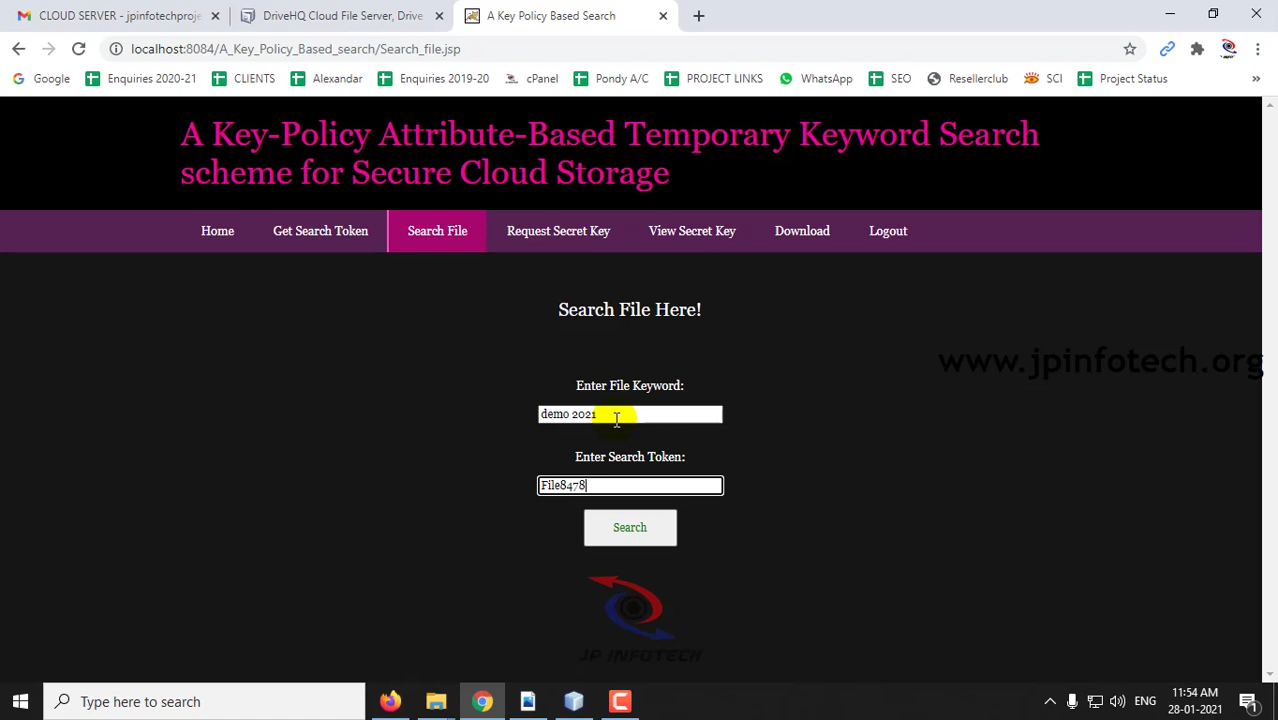 CLOUD SERVER - jpinfotechproje
DriveHQ Cloud File Server, Drive
A Key Policy Based Search
localhost:8084/A_Key_Policy_Based_search/Search_file.jsp
Google
Enquiries 2020-21
CLIENTS
Alexandar
Enquiries 2019-20
cPanel
Pondy A/C
PROJECT LINKS
WhatsApp
SEO
Resellerclub
SCI
Project Status
A Key-Policy Attribute-Based Temporary Keyword Search
scheme for Secure Cloud Storage
Home
Get Search Token
Search File
Request Secret Key
View Secret Key
Download
Logout
Search File Here!
www.jpinfotech.org
Enter File Keyword:
demo 2021
Enter Search Token:
File8478
Search
JP INFOTECH
Type here to search
ENG
11:54 AM
28-01-2021
1